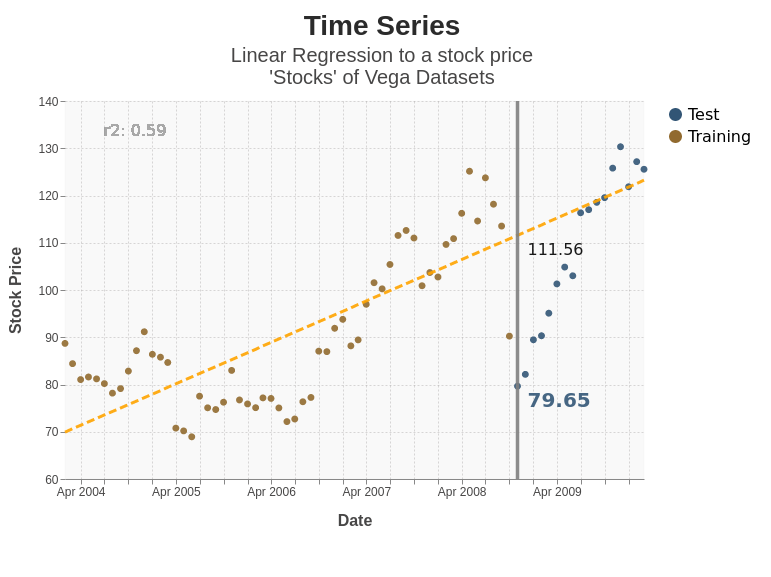 Time Series
Linear Regression to a stock price
'Stocks' of Vega Datasets
r2: 0.59
Test
Training
140
130
120
110
100
90
80
70
60
Stock Price
111.56
79.65
Apr 2004
Apr 2005
Apr 2006
Apr 2007
Apr 2008
Apr 2009
Date